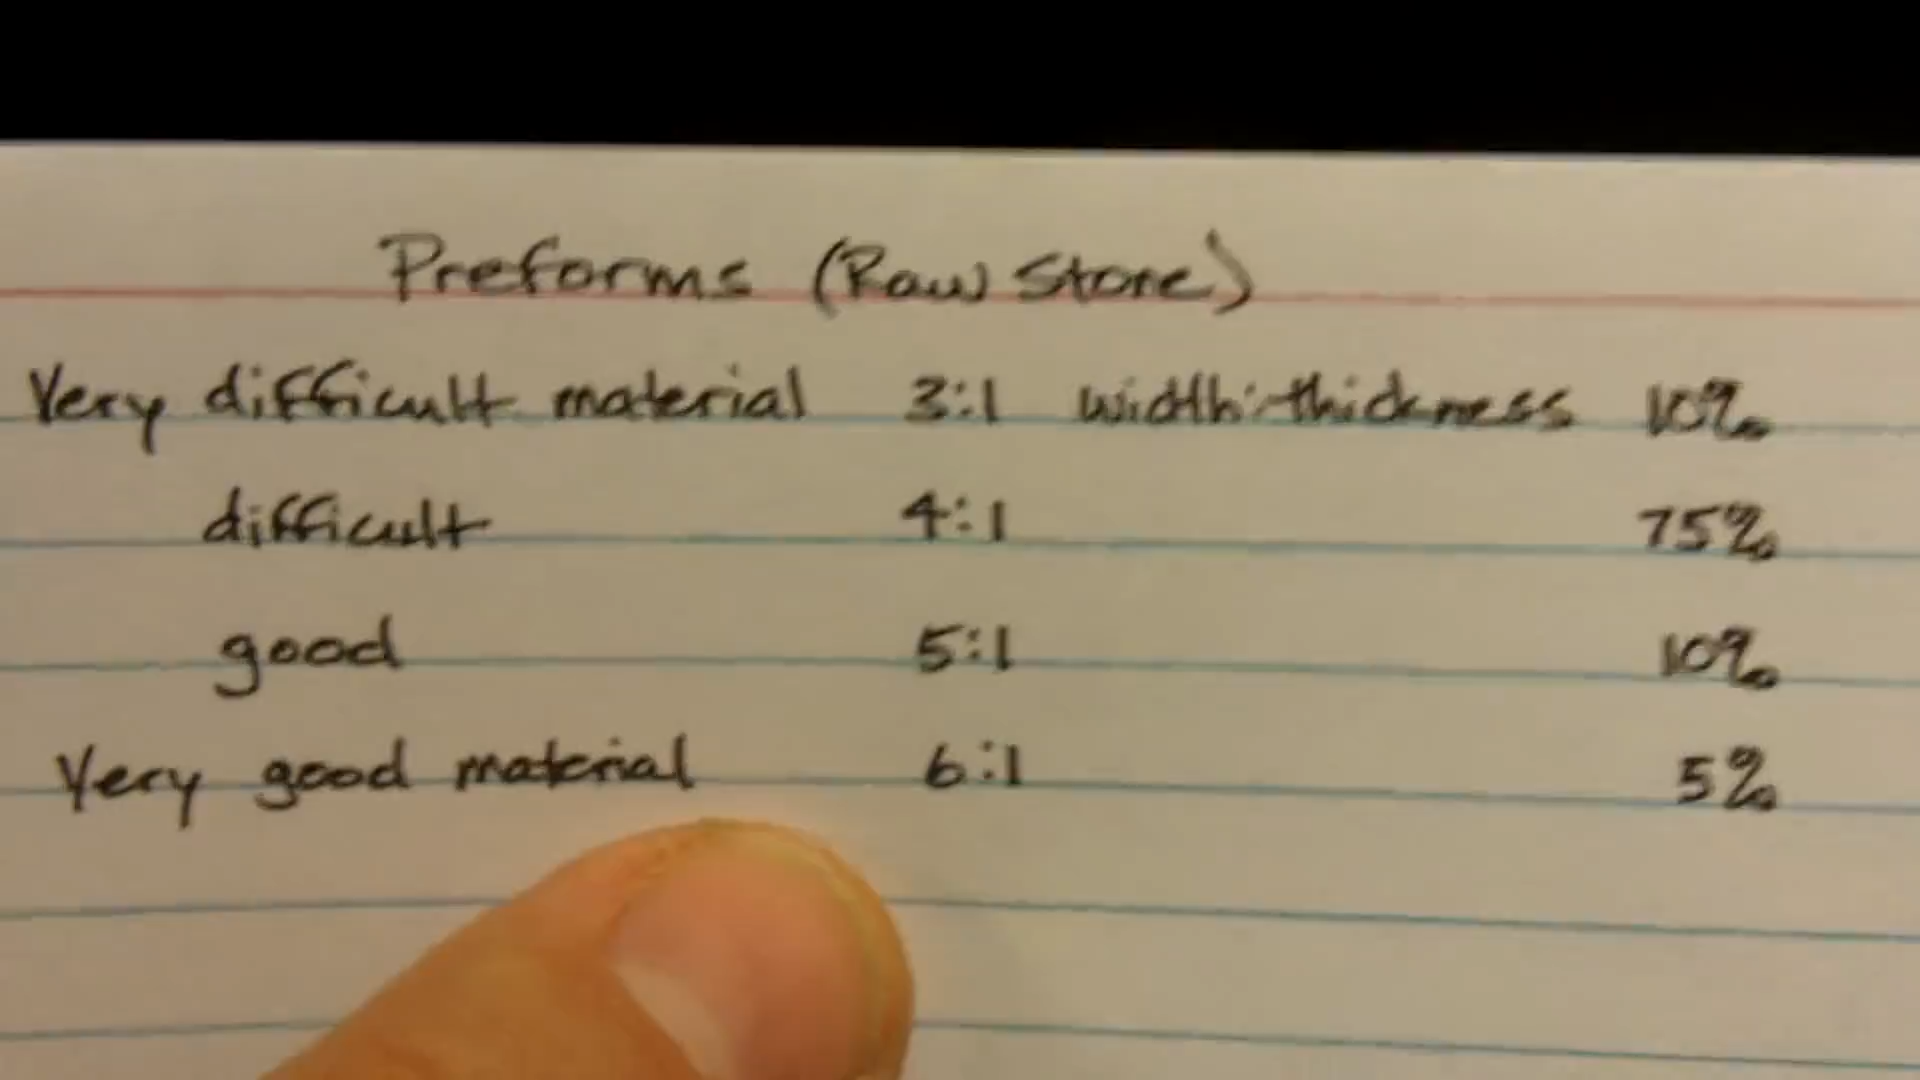 Preforms (Raw Stone)
Very difficult material 3:1 width:thickness 10%
difficult 4:1 75%
good 5:1 10%
Very good material 6:1 5%